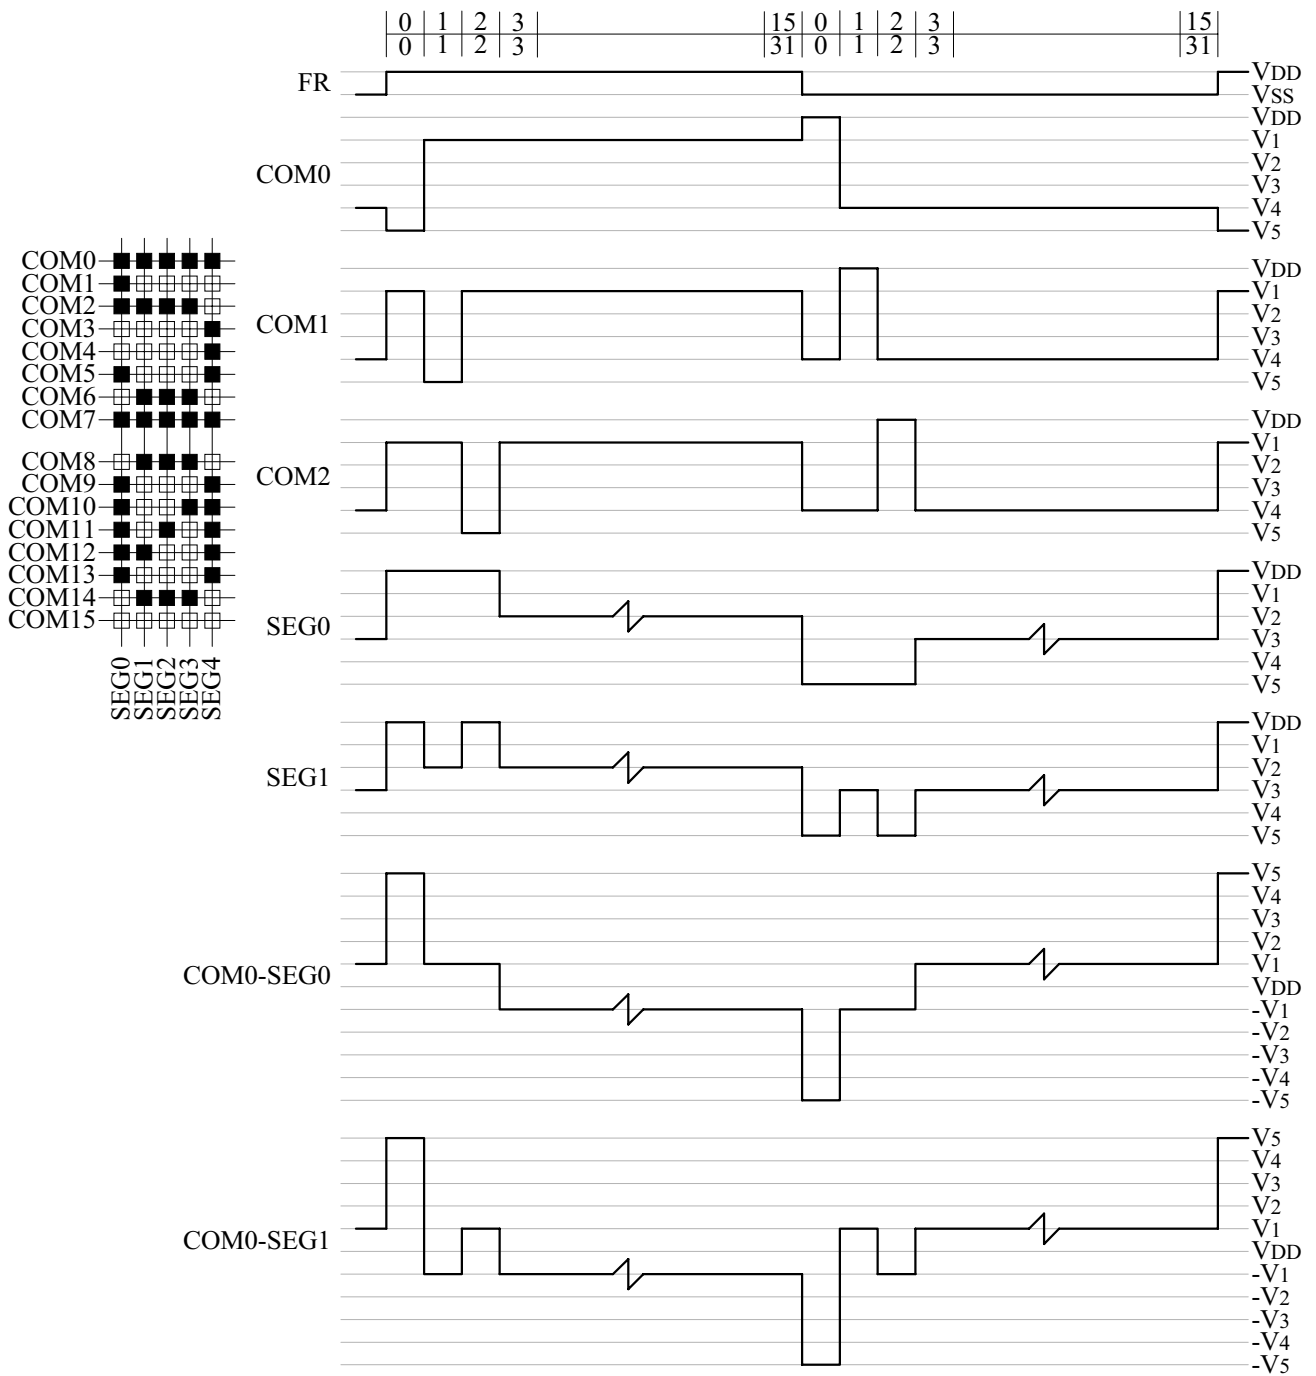 0 1 2 3 15 0 1 2 3 15
0 1 2 3 31 0 1 2 3 31
FR
VDD
VSS
COM0
VDD
V1
V2
V3
V4
V5
COM1
VDD
V1
V2
V3
V4
V5
COM2
VDD
V1
V2
V3
V4
V5
SEG0
VDD
V1
V2
V3
V4
V5
SEG1
VDD
V1
V2
V3
V4
V5
COM0-SEG0
V5
V4
V3
V2
V1
VDD
-V1
-V2
-V3
-V4
-V5
COM0-SEG1
V5
V4
V3
V2
V1
VDD
-V1
-V2
-V3
-V4
-V5
COM0
COM1
COM2
COM3
COM4
COM5
COM6
COM7
COM8
COM9
COM10
COM11
COM12
COM13
COM14
COM15
SEG0
SEG1
SEG2
SEG3
SEG4